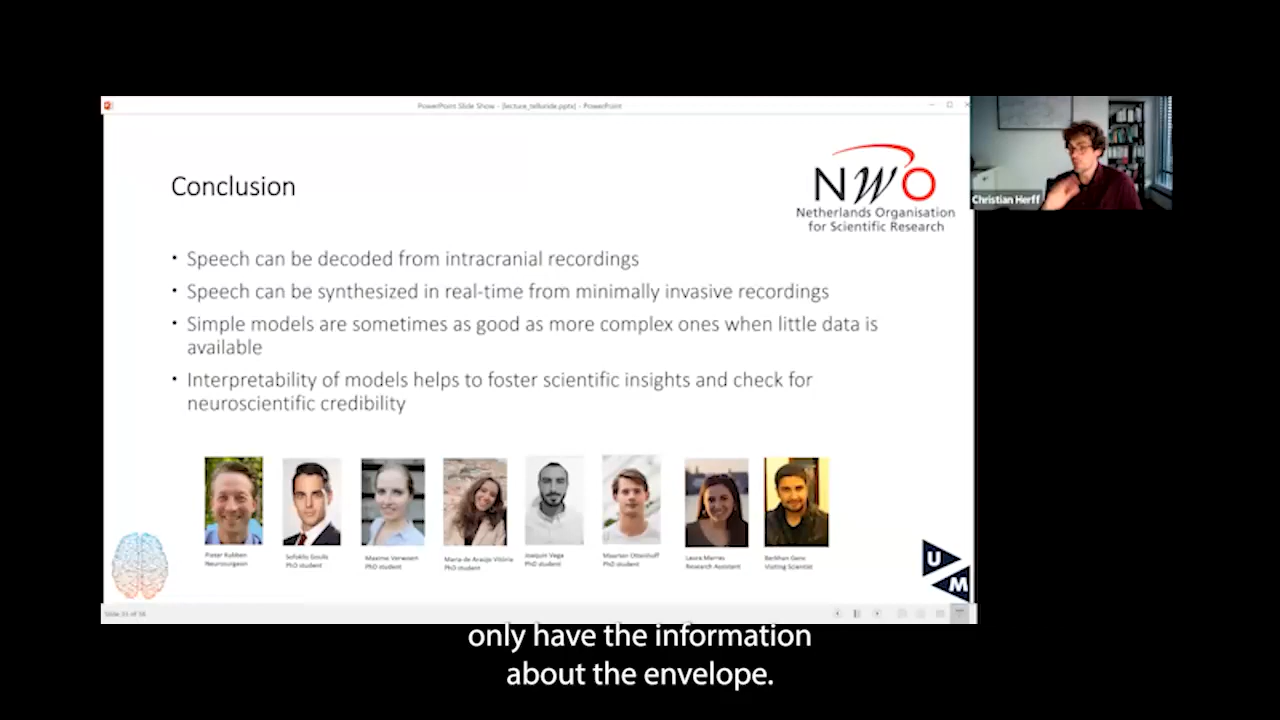 PowerPoint Slide Show - [lecture_telluride.pptx] - PowerPoint
Conclusion
NWO
Netherlands Organisation
for Scientific Research
Christian Herff
• Speech can be decoded from intracranial recordings
• Speech can be synthesized in real-time from minimally invasive recordings
• Simple models are sometimes as good as more complex ones when little data is
available
• Interpretability of models helps to foster scientific insights and check for
neuroscientific credibility
Pieter Kubben
Neurosurgeon
Sofoklis Goulis
PhD student
Maxime Verwoert
PhD student
Maria de Araújo Vitória
PhD student
Joaquín Vega
PhD student
Maarten Ottenhoff
PhD student
Laura Marras
Research Assistant
Berkhan Genc
Visiting Scientist
U
M
only have the information
about the envelope.